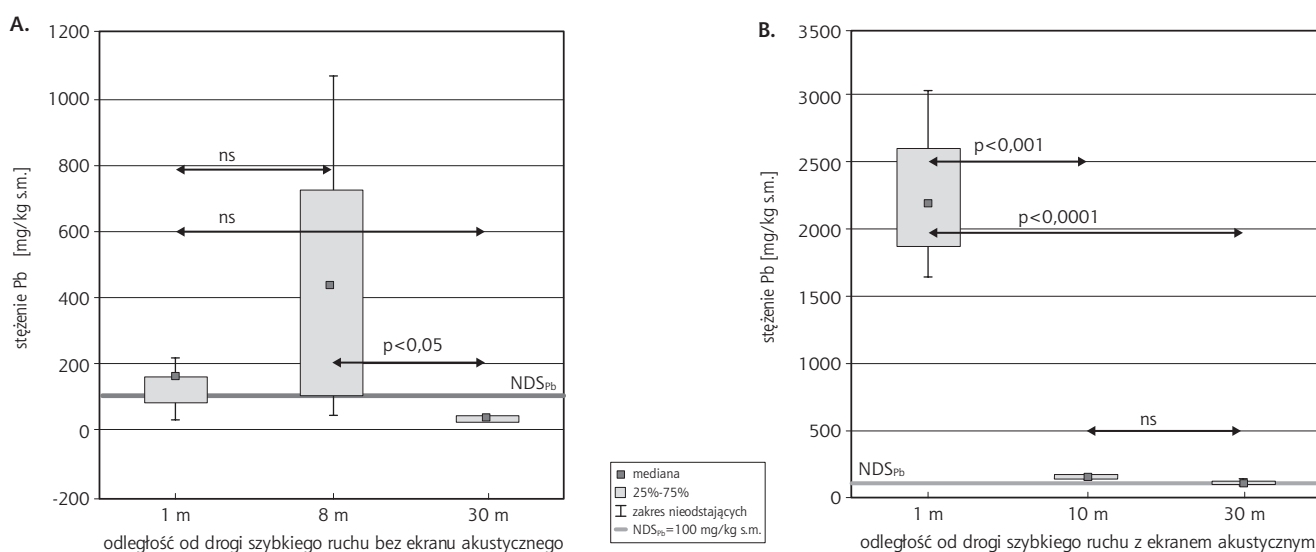 A.
stężenie Pb [mg/kg s.m.]
1200
1000
800
600
400
200
0
-200
ns
ns
p<0,05
NDSPb
1 m
8 m
30 m
odległość od drogi szybkiego ruchu bez ekranu akustycznego
mediana
25%-75%
zakres nieodstających
NDSPb=100 mg/kg s.m.
B.
stężenie Pb [mg/kg s.m.]
3500
3000
2500
2000
1500
1000
500
0
p<0,001
p<0,0001
ns
NDSPb
1 m
10 m
30 m
odległość od drogi szybkiego ruchu z ekranem akustycznym